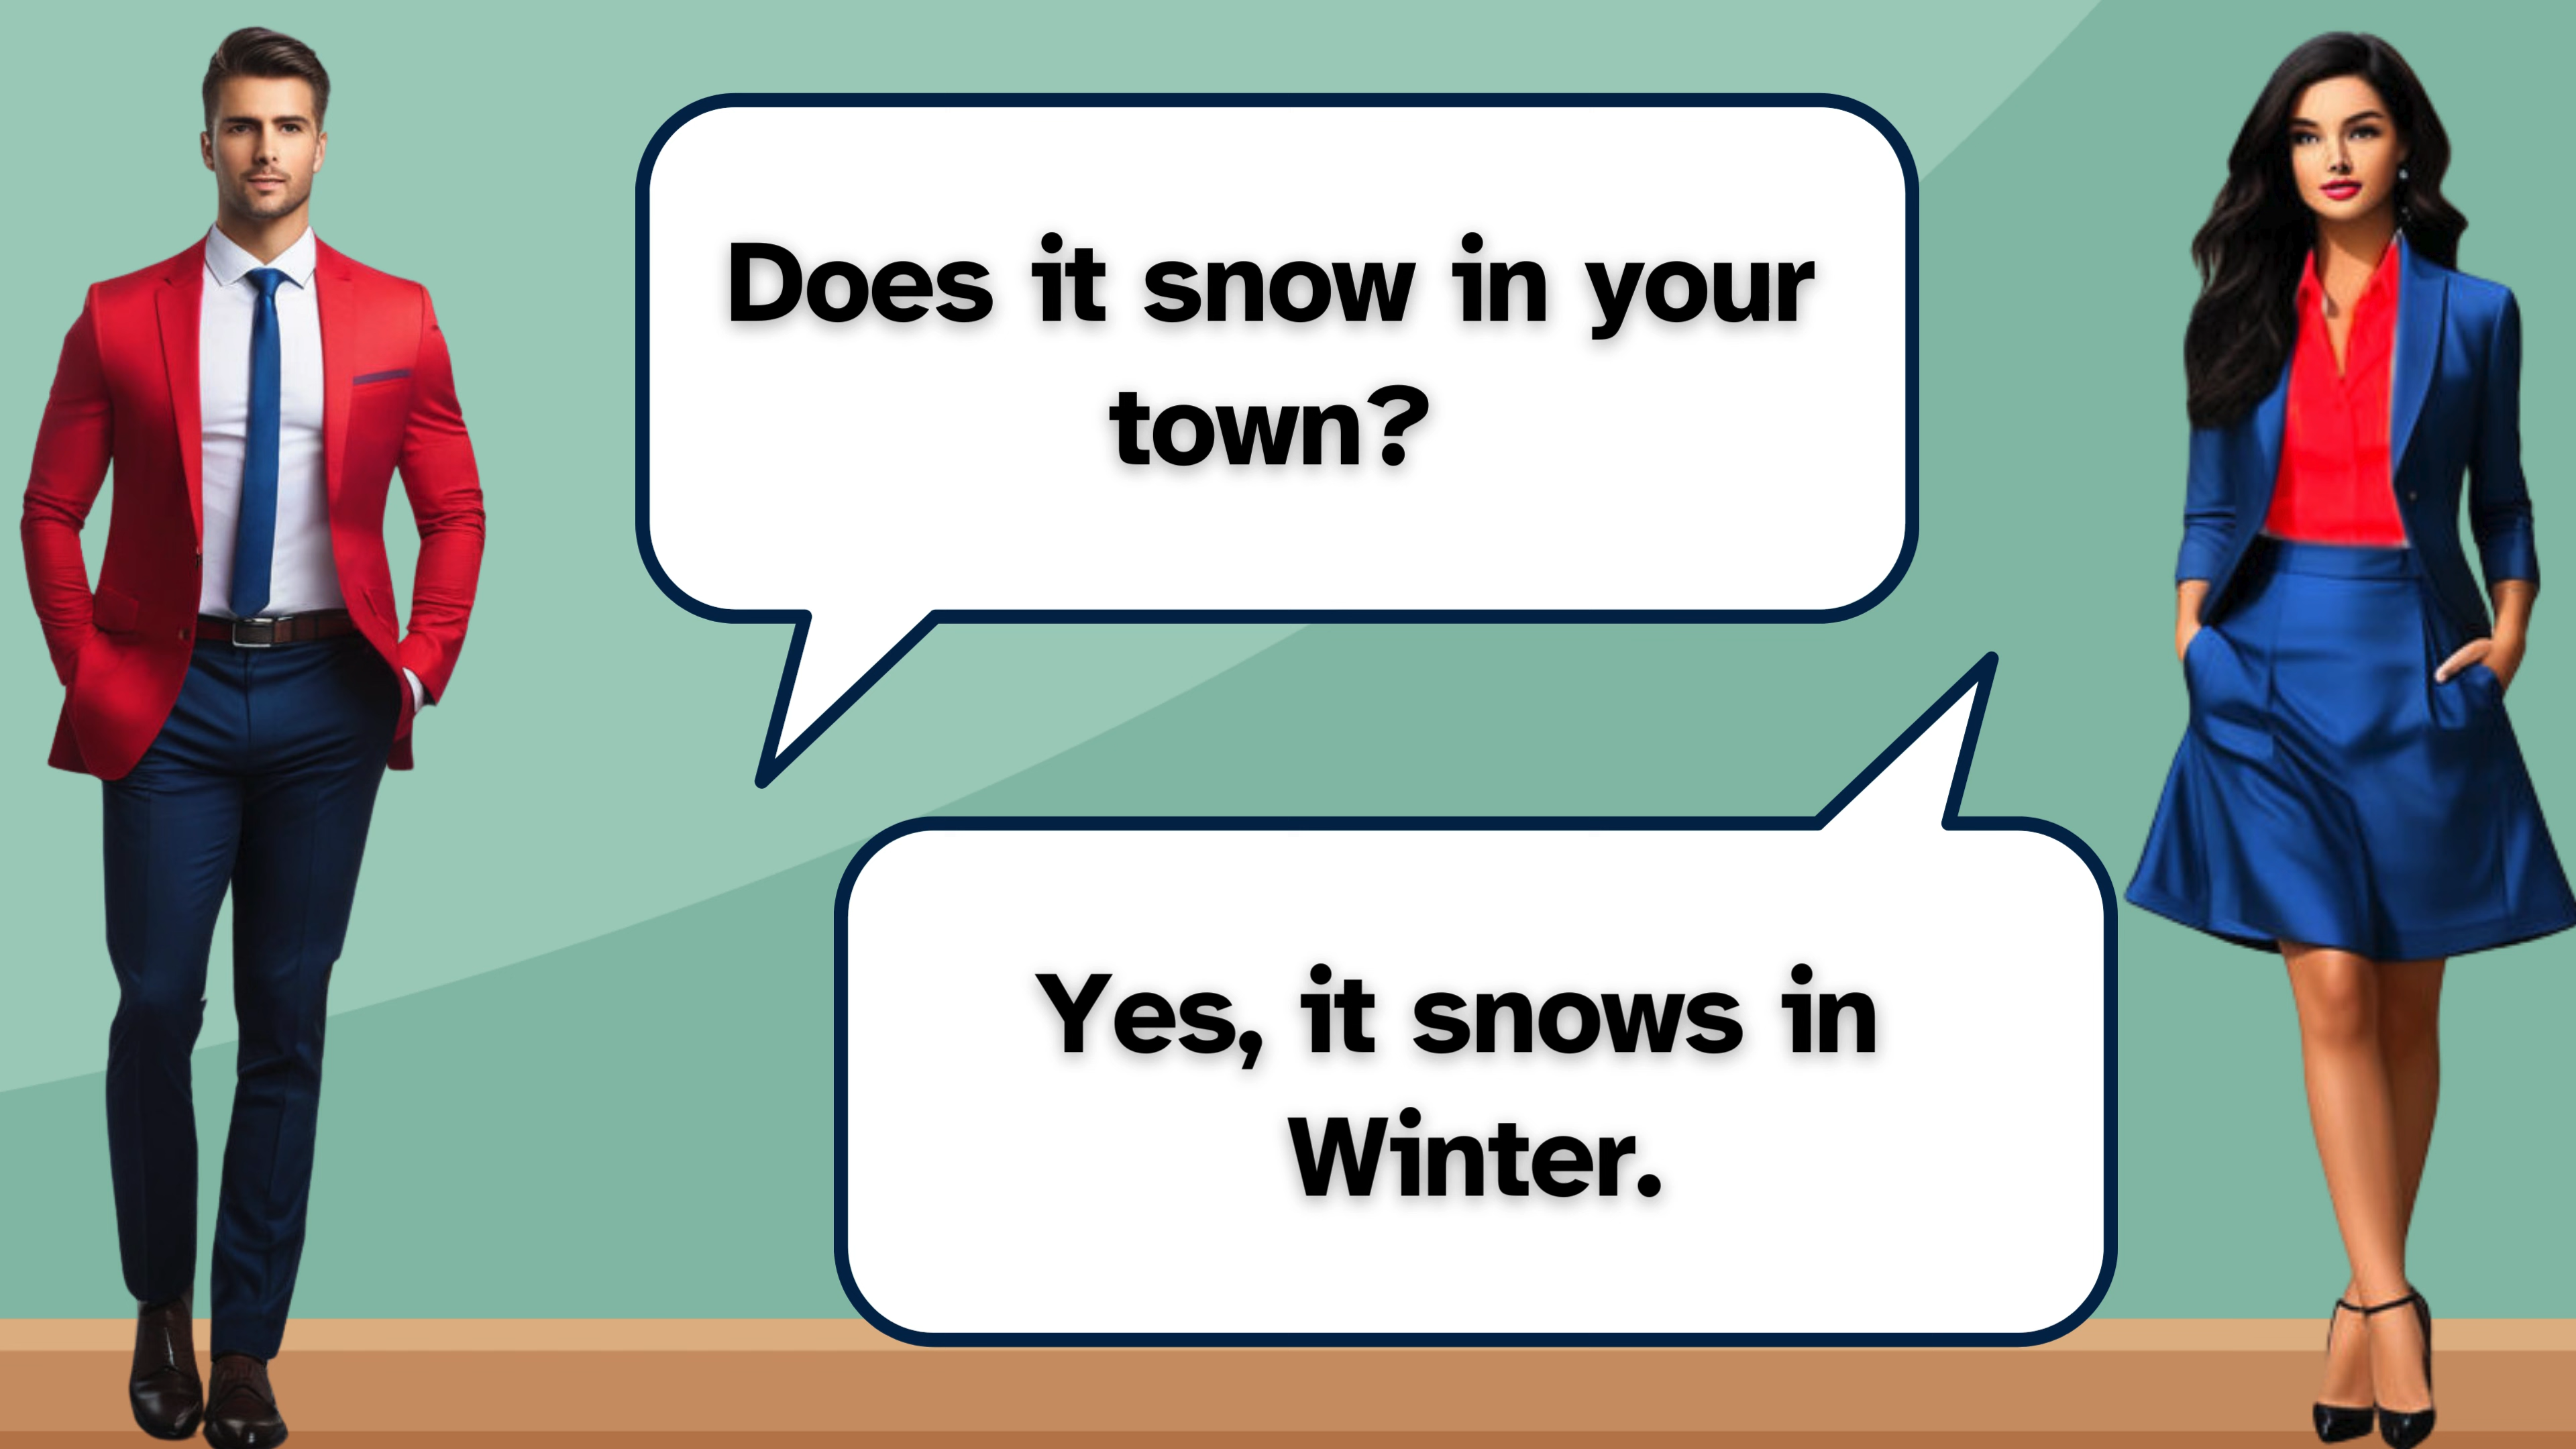 Does it snow in your
town?
Yes, it snows in
Winter.